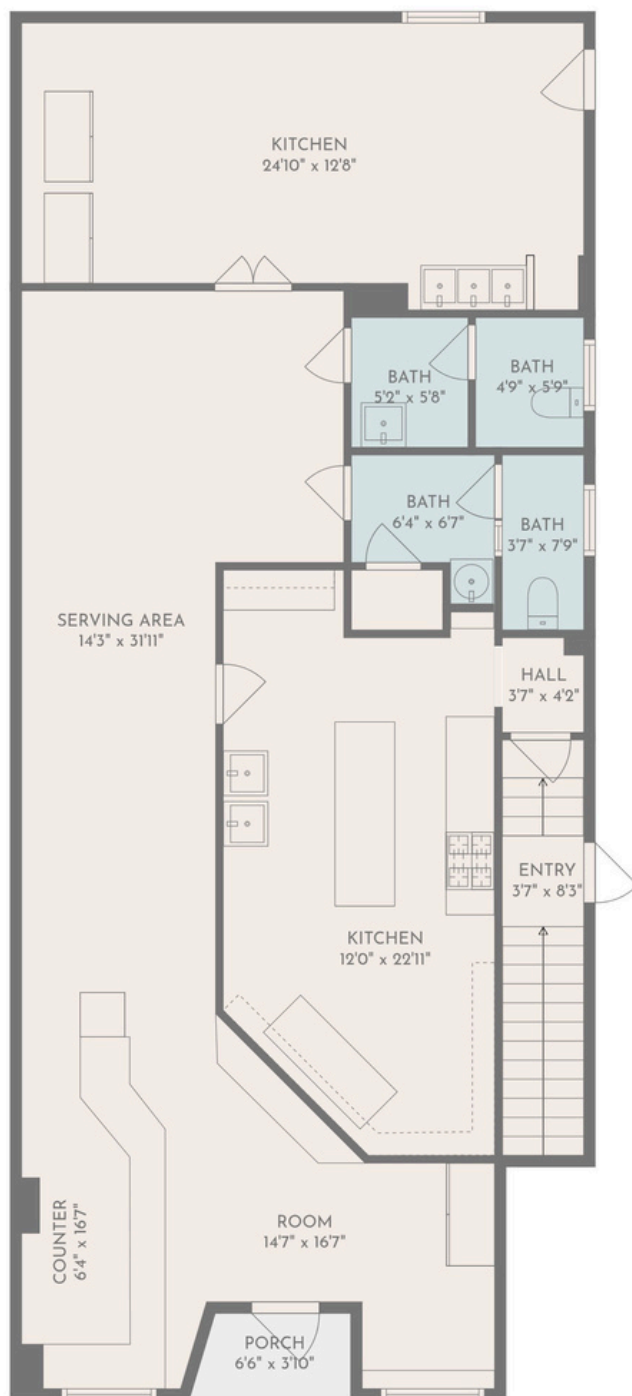 KITCHEN
24'10" x 12'8"
BATH
5'2" x 5'8"
BATH
4'9" x 5'9"
BATH
6'4" x 6'7"
BATH
3'7" x 7'9"
SERVING AREA
14'3" x 31'11"
HALL
3'7" x 4'2"
ENTRY
3'7" x 8'3"
KITCHEN
12'0" x 22'11"
COUNTER
6'4" x 16'7"
ROOM
14'7" x 16'7"
PORCH
6'6" x 3'10"